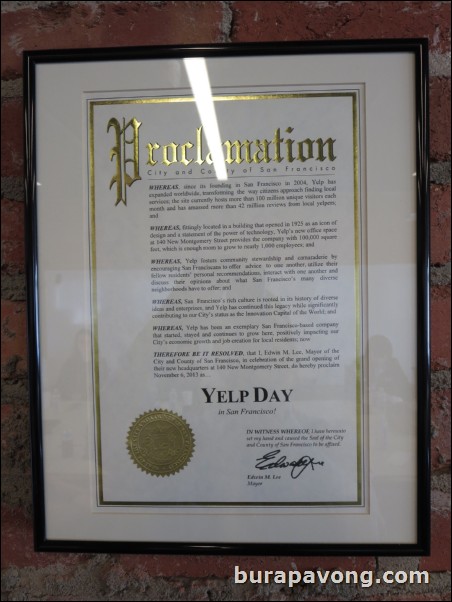 Proclamation
City and County of San Francisco
WHEREAS, since its founding in San Francisco in 2004, Yelp has
expanded worldwide, transforming the way citizens approach finding local
services; the site currently hosts more than 100 million unique visitors each
month and has amassed more than 42 million reviews from local yelpers;
and
WHEREAS, fittingly located in a building that opened in 1925 as an icon of
design and a statement of the power of technology, Yelp's new office space
at 140 New Montgomery Street provides the company with 100,000 square
feet, which is enough room to grow to nearly 1,000 employees; and
WHEREAS, Yelp fosters community stewardship and camaraderie by
encouraging San Franciscans to offer advice to one another, utilize their
fellow residents' personal recommendations, interact with one another and
discuss their opinions about what San Francisco's many diverse
neighborhoods have to offer; and
WHEREAS, San Francisco's rich culture is rooted in its history of diverse
ideas and enterprises, and Yelp has continued this legacy while significantly
contributing to our City's status as the Innovation Capital of the World; and
WHEREAS, Yelp has been an exemplary San Francisco-based company
that started, stayed and continues to grow here, positively impacting our
City's economic growth and job creation for local residents; now
THEREFORE BE IT RESOLVED, that I, Edwin M. Lee, Mayor of the
City and County of San Francisco, in celebration of the grand opening of
their new headquarters at 140 New Montgomery Street, do hereby proclaim
November 6, 2013 as...
YELP DAY
in San Francisco!
IN WITNESS WHEREOF, I have hereunto
set my hand and caused the Seal of the City
and County of San Francisco to be affixed.
Edwin M. Lee
Mayor
burapavong.com